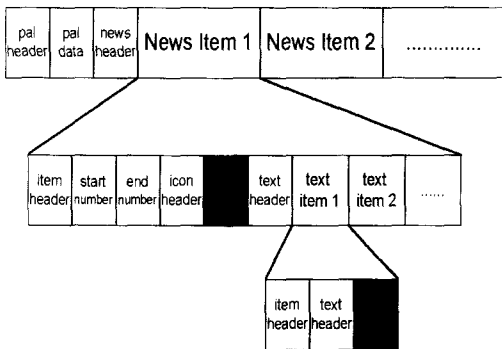 pal
header
pal
data
news
header
News Item 1
News Item 2
..............
item
header
start
number
end
number
icon
header
text
header
text
item 1
text
item 2
......
item
header
text
header